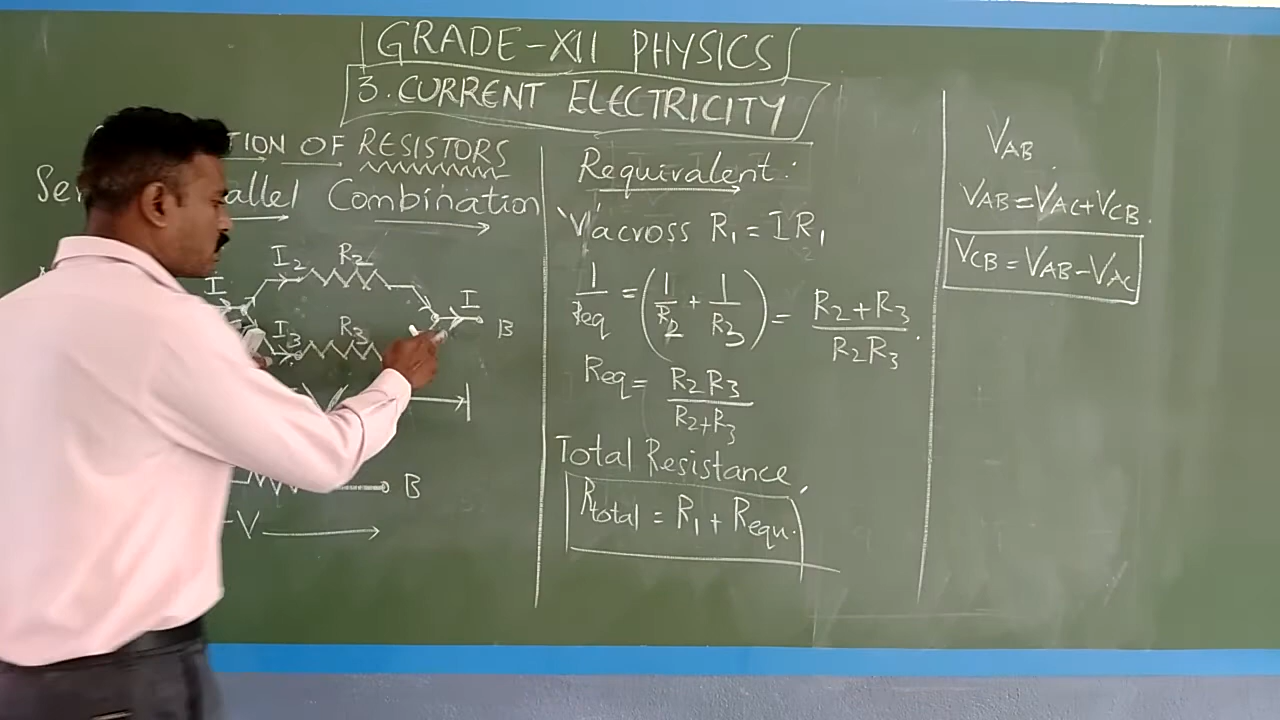 GRADE-XII PHYSICS
3. CURRENT ELECTRICITY
TION OF RESISTORS
Se allel Combination
I I2 R2 I
I3 R3 B
V
B
V
Requivalent:
'V' across R1 = IR1
1/Req = (1/R2 + 1/R3) = R2+R3/R2R3.
Req = R2R3/R2+R3
Total Resistance,
Rtotal = R1 + Requ.
VAB
VAB = VAC+VCB.
VCB = VAB-VAC